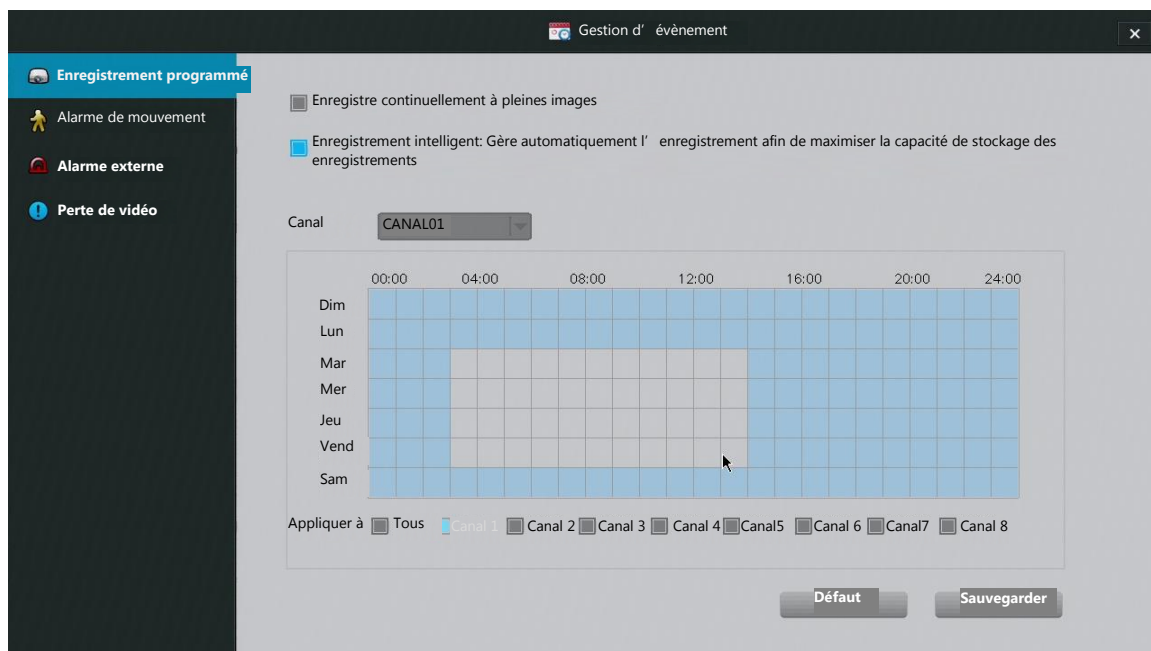 Gestion d’ évènement
Enregistrement programmé
Alarme de mouvement
Alarme externe
Perte de vidéo
Enregistre continuellement à pleines images
Enregistrement intelligent: Gère automatiquement l’ enregistrement afin de maximiser la capacité de stockage des
enregistrements
Canal CANAL01
00:00 04:00 08:00 12:00 16:00 20:00 24:00
Dim
Lun
Mar
Mer
Jeu
Vend
Sam
Appliquer à Tous Canal 1 Canal 2 Canal 3 Canal 4 Canal5 Canal 6 Canal7 Canal 8
Défaut Sauvegarder